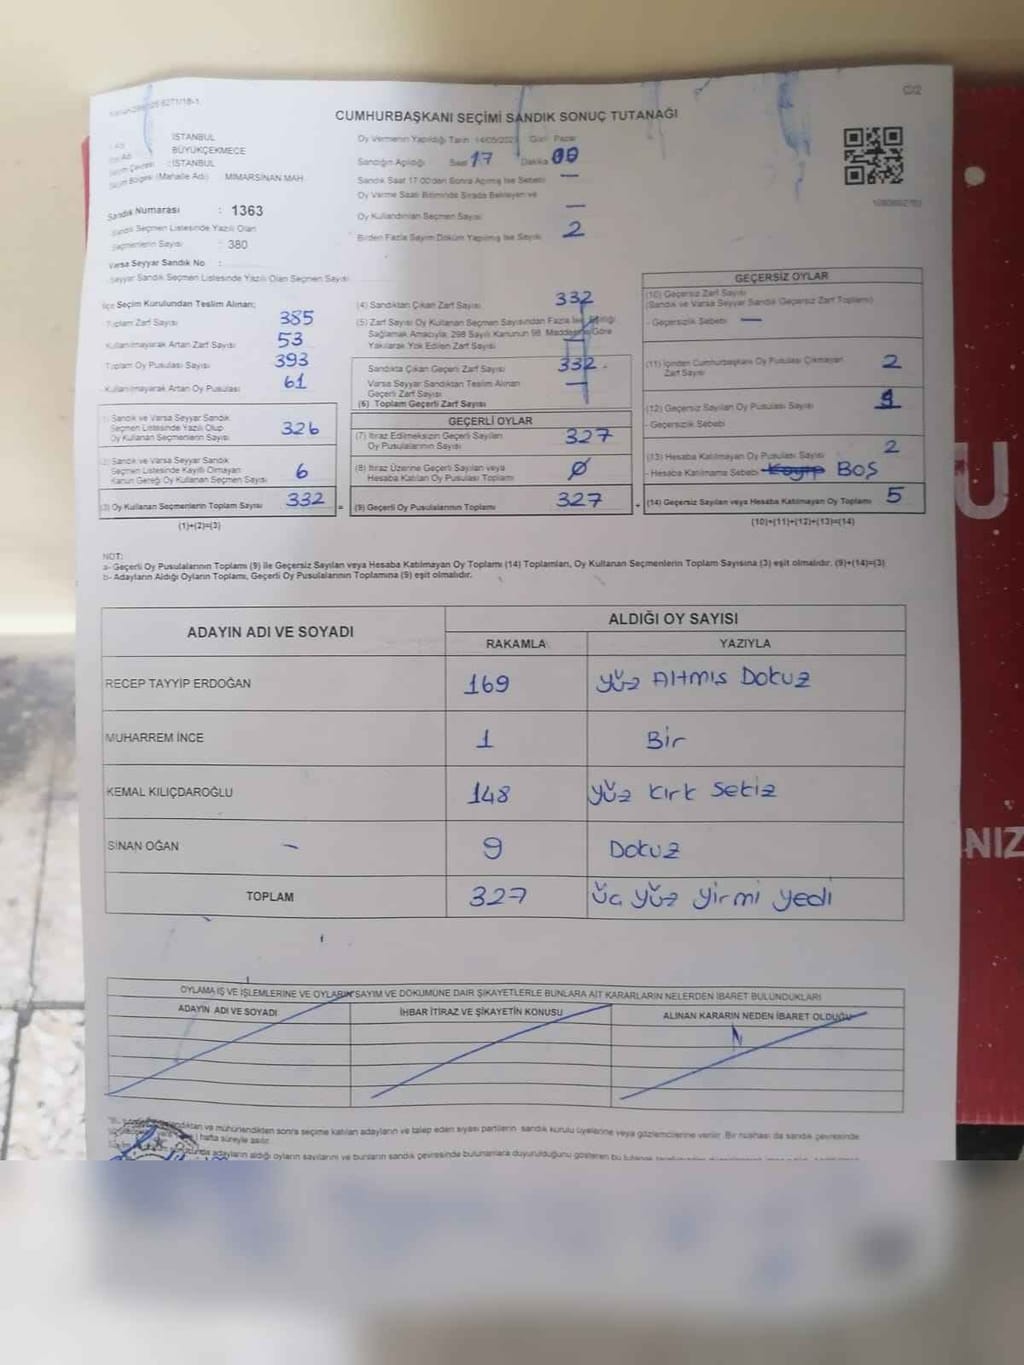 C/2
CUMHURBAŞKANI SEÇİMİ SANDIK SONUÇ TUTANAĞI
İSTANBUL
BÜYÜKÇEKMECE
: İSTANBUL
Seçim Bölgesi (Mahalle Adı) MİMARSİNAN MAH.
Sandık Numarası : 1363
Sandık Seçmen Listesinde Yazılı Olan
Seçmenlerin Sayısı : 380
Varsa Seyyar Sandık No :
Seyyar Sandık Seçmen Listesinde Yazılı Olan Seçmen Sayısı
Oy Vermenin Yapıldığı Tarih 14/05/202 Gün Pazar
Sandığın Açıldığı Saat 17 Dakika 00
Sandık Saat 17.00'den Sonra Açılmış İse Sebebi —
Oy Verme Saati Bitiminde Sırada Bekleyen ve
Oy Kullandırılan Seçmen Sayısı —
Birden Fazla Sayım Döküm Yapılmış İse Sayısı 2
İlçe Seçim Kurulundan Teslim Alınan;
Toplam Zarf Sayısı 385
Kullanılmayarak Artan Zarf Sayısı 53
Toplam Oy Pusulası Sayısı 393
Kullanılmayarak Artan Oy Pusulası 61
(1) Sandık ve Varsa Seyyar Sandık
Seçmen Listesinde Yazılı Olup
Oy Kullanan Seçmenlerin Sayısı 326
(2) Sandık ve Varsa Seyyar Sandık
Seçmen Listesinde Kayıtlı Olmayan
Kanun Gereği Oy Kullanan Seçmen Sayısı 6
(3) Oy Kullanan Seçmenlerin Toplam Sayısı 332
(1)+(2)=(3)
(4) Sandıktan Çıkan Zarf Sayısı 332
(5) Zarf Sayısı Oy Kullanan Seçmen Sayısından Fazla İse Eşitliği
Sağlamak Amacıyla; 298 Sayılı Kanunun 98. Maddesine Göre
Yakılarak Yok Edilen Zarf Sayısı
Sandıkta Çıkan Geçerli Zarf Sayısı 332
Varsa Seyyar Sandıktan Teslim Alınan
Geçerli Zarf Sayısı —
(6) Toplam Geçerli Zarf Sayısı
GEÇERLİ OYLAR
(7) İtiraz Edilmeksizin Geçerli Sayılan
Oy Pusulalarının Sayısı 327
(8) İtiraz Üzerine Geçerli Sayılan veya
Hesaba Katılan Oy Pusulası Toplamı Ø
= (9) Geçerli Oy Pusulalarının Toplamı 327
GEÇERSİZ OYLAR
(10) Geçersiz Zarf Sayısı
(Sandık ve Varsa Seyyar Sandık Geçersiz Zarf Toplamı)
- Geçersizlik Sebebi —
(11) İçinden Cumhurbaşkanı Oy Pusulası Çıkmayan
Zarf Sayısı 2
(12) Geçersiz Sayılan Oy Pusulası Sayısı 1
- Geçersizlik Sebebi
(13) Hesaba Katılmayan Oy Pusulası Sayısı 2
- Hesaba Katılmama Sebebi Kayıp BOŞ
+ (14) Geçersiz Sayılan veya Hesaba Katılmayan Oy Toplamı 5
(10)+(11)+(12)+(13)=(14)
NOT:
a- Geçerli Oy Pusulalarının Toplamı (9) ile Geçersiz Sayılan veya Hesaba Katılmayan Oy Toplamı (14) Toplamları, Oy Kullanan Seçmenlerin Toplam Sayısına (3) eşit olmalıdır. (9)+(14)=(3)
b- Adayların Aldığı Oyların Toplamı, Geçerli Oy Pusulalarının Toplamına (9) eşit olmalıdır.
ADAYIN ADI VE SOYADI
ALDIĞI OY SAYISI
RAKAMLA YAZIYLA
RECEP TAYYİP ERDOĞAN 169 yüz Altmış Dokuz
MUHARREM İNCE 1 Bir
KEMAL KILIÇDAROĞLU 148 yüz kırk sekiz
SİNAN OĞAN - 9 Dokuz
TOPLAM 327 Üç yüz yirmi yedi
OYLAMA İŞ VE İŞLEMLERİNE VE OYLARIN SAYIM VE DÖKÜMÜNE DAİR ŞİKAYETLERLE BUNLARA AİT KARARLARIN NELERDEN İBARET BULUNDUKLARI
ADAYIN ADI VE SOYADI İHBAR İTİRAZ VE ŞİKAYETİN KONUSU ALINAN KARARIN NEDEN İBARET OLDUĞU
ve mühürlendikten sonra seçime katılan adayların ve talep eden siyasi partilerin sandık kurulu üyelerine veya gözlemcilerine verilir. Bir nüshası da sandık çevresinde
hafta süreyle asılır.
adayların aldığı oyların sayılarını ve bunların sandık çevresinde bulunanlara duyurulduğunu gösteren bu tutanak
U
NIZ